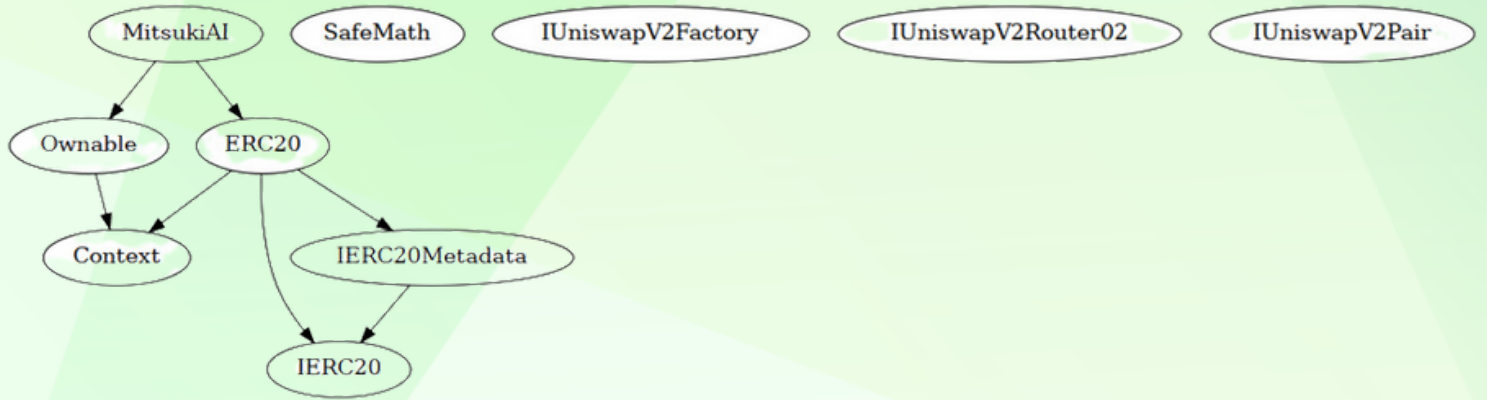 MitsukiAI
SafeMath
IUniswapV2Factory
IUniswapV2Router02
IUniswapV2Pair
Ownable
ERC20
Context
IERC20Metadata
IERC20